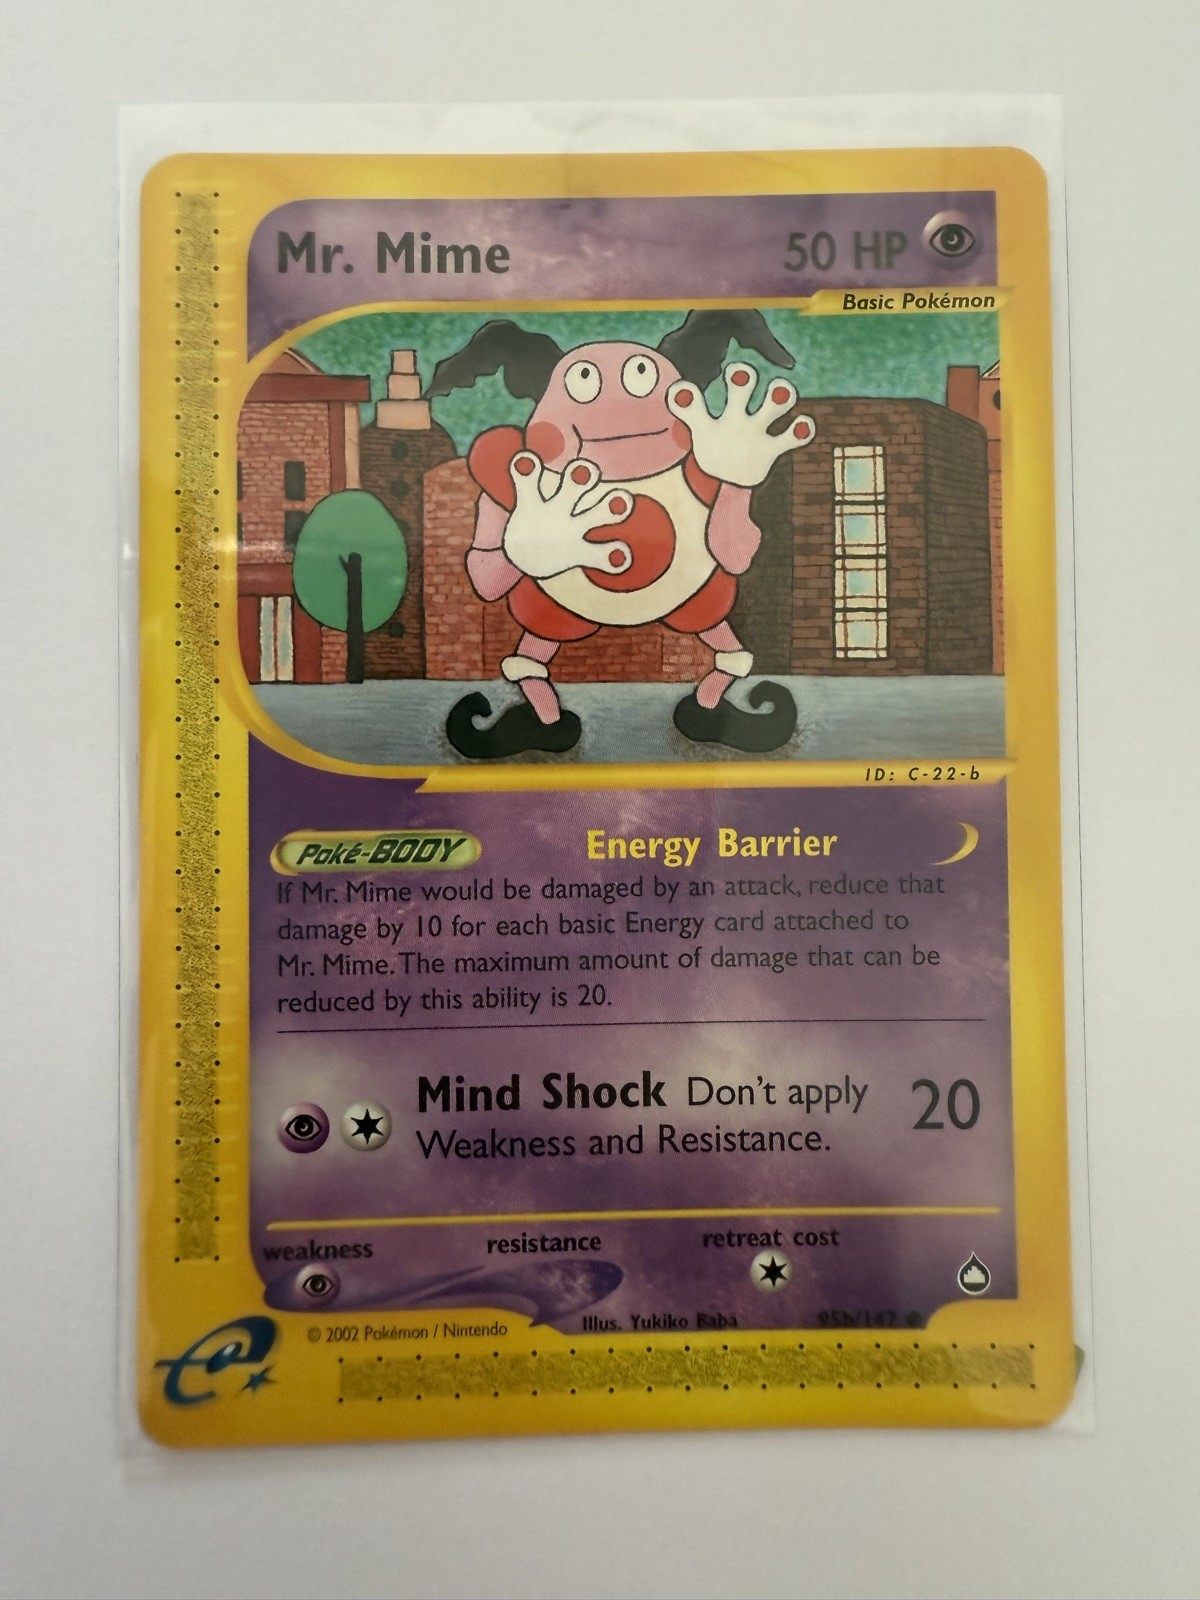 Mr. Mime
50 HP
Basic Pokémon
ID: C-22-b
Poké-BODY Energy Barrier
If Mr. Mime would be damaged by an attack, reduce that
damage by 10 for each basic Energy card attached to
Mr. Mime. The maximum amount of damage that can be
reduced by this ability is 20.
Mind Shock Don't apply
Weakness and Resistance.
20
weakness
resistance
retreat cost
Illus. Yukiko Baba
95b/147
© 2002 Pokémon / Nintendo
e